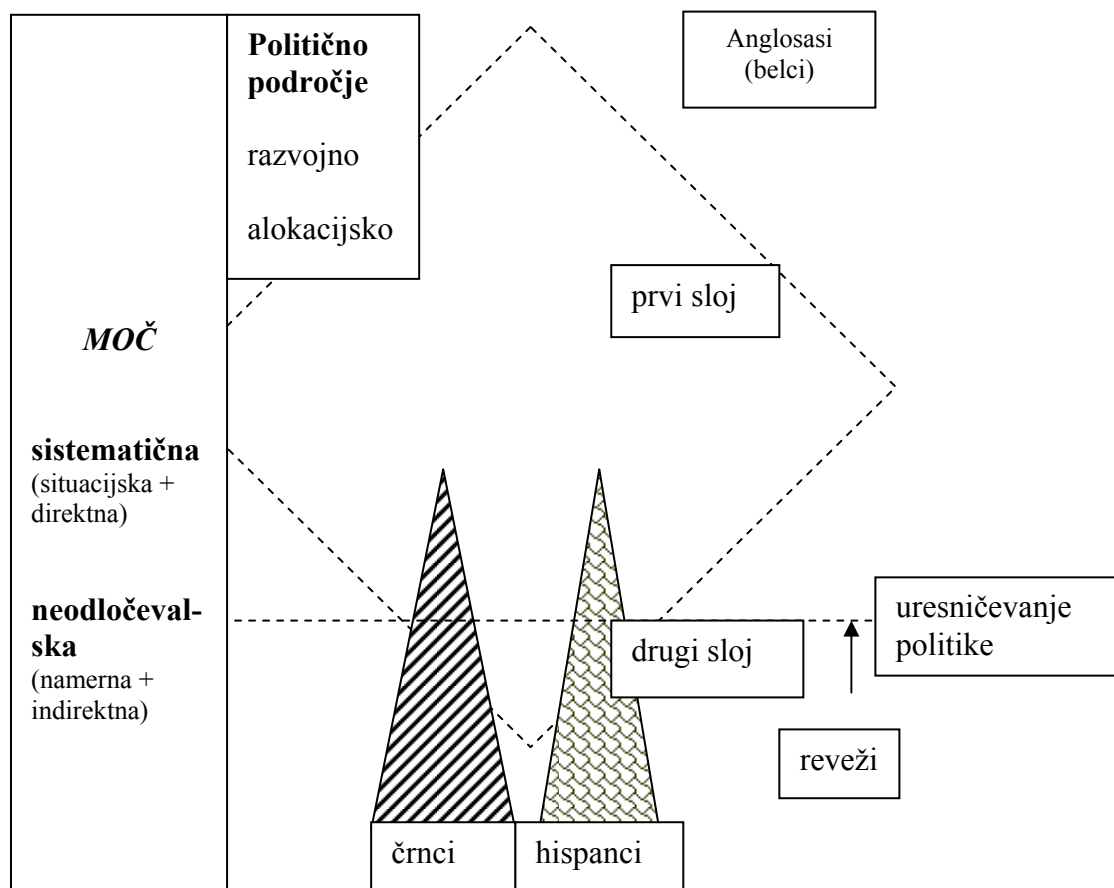 Politično
področje
razvojno
alokacijsko
Anglosasi
(belci)
prvi sloj
MOČ
sistematična
(situacijska +
direktna)
neodločeval-
ska
(namerna +
indirektna)
uresničevanje
politike
drugi sloj
reveži
črnci
hispanci